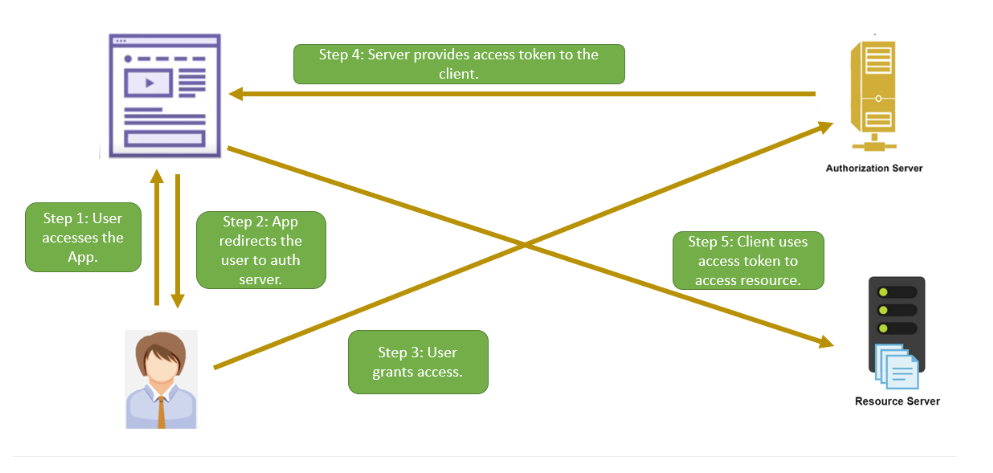 Step 4: Server provides access token to the
client.
Authorization Server
Step 1: User
accesses the
App.
Step 2: App
redirects the
user to auth
server.
Step 5: Client uses
access token to
access resource.
Step 3: User
grants access.
Resource Server